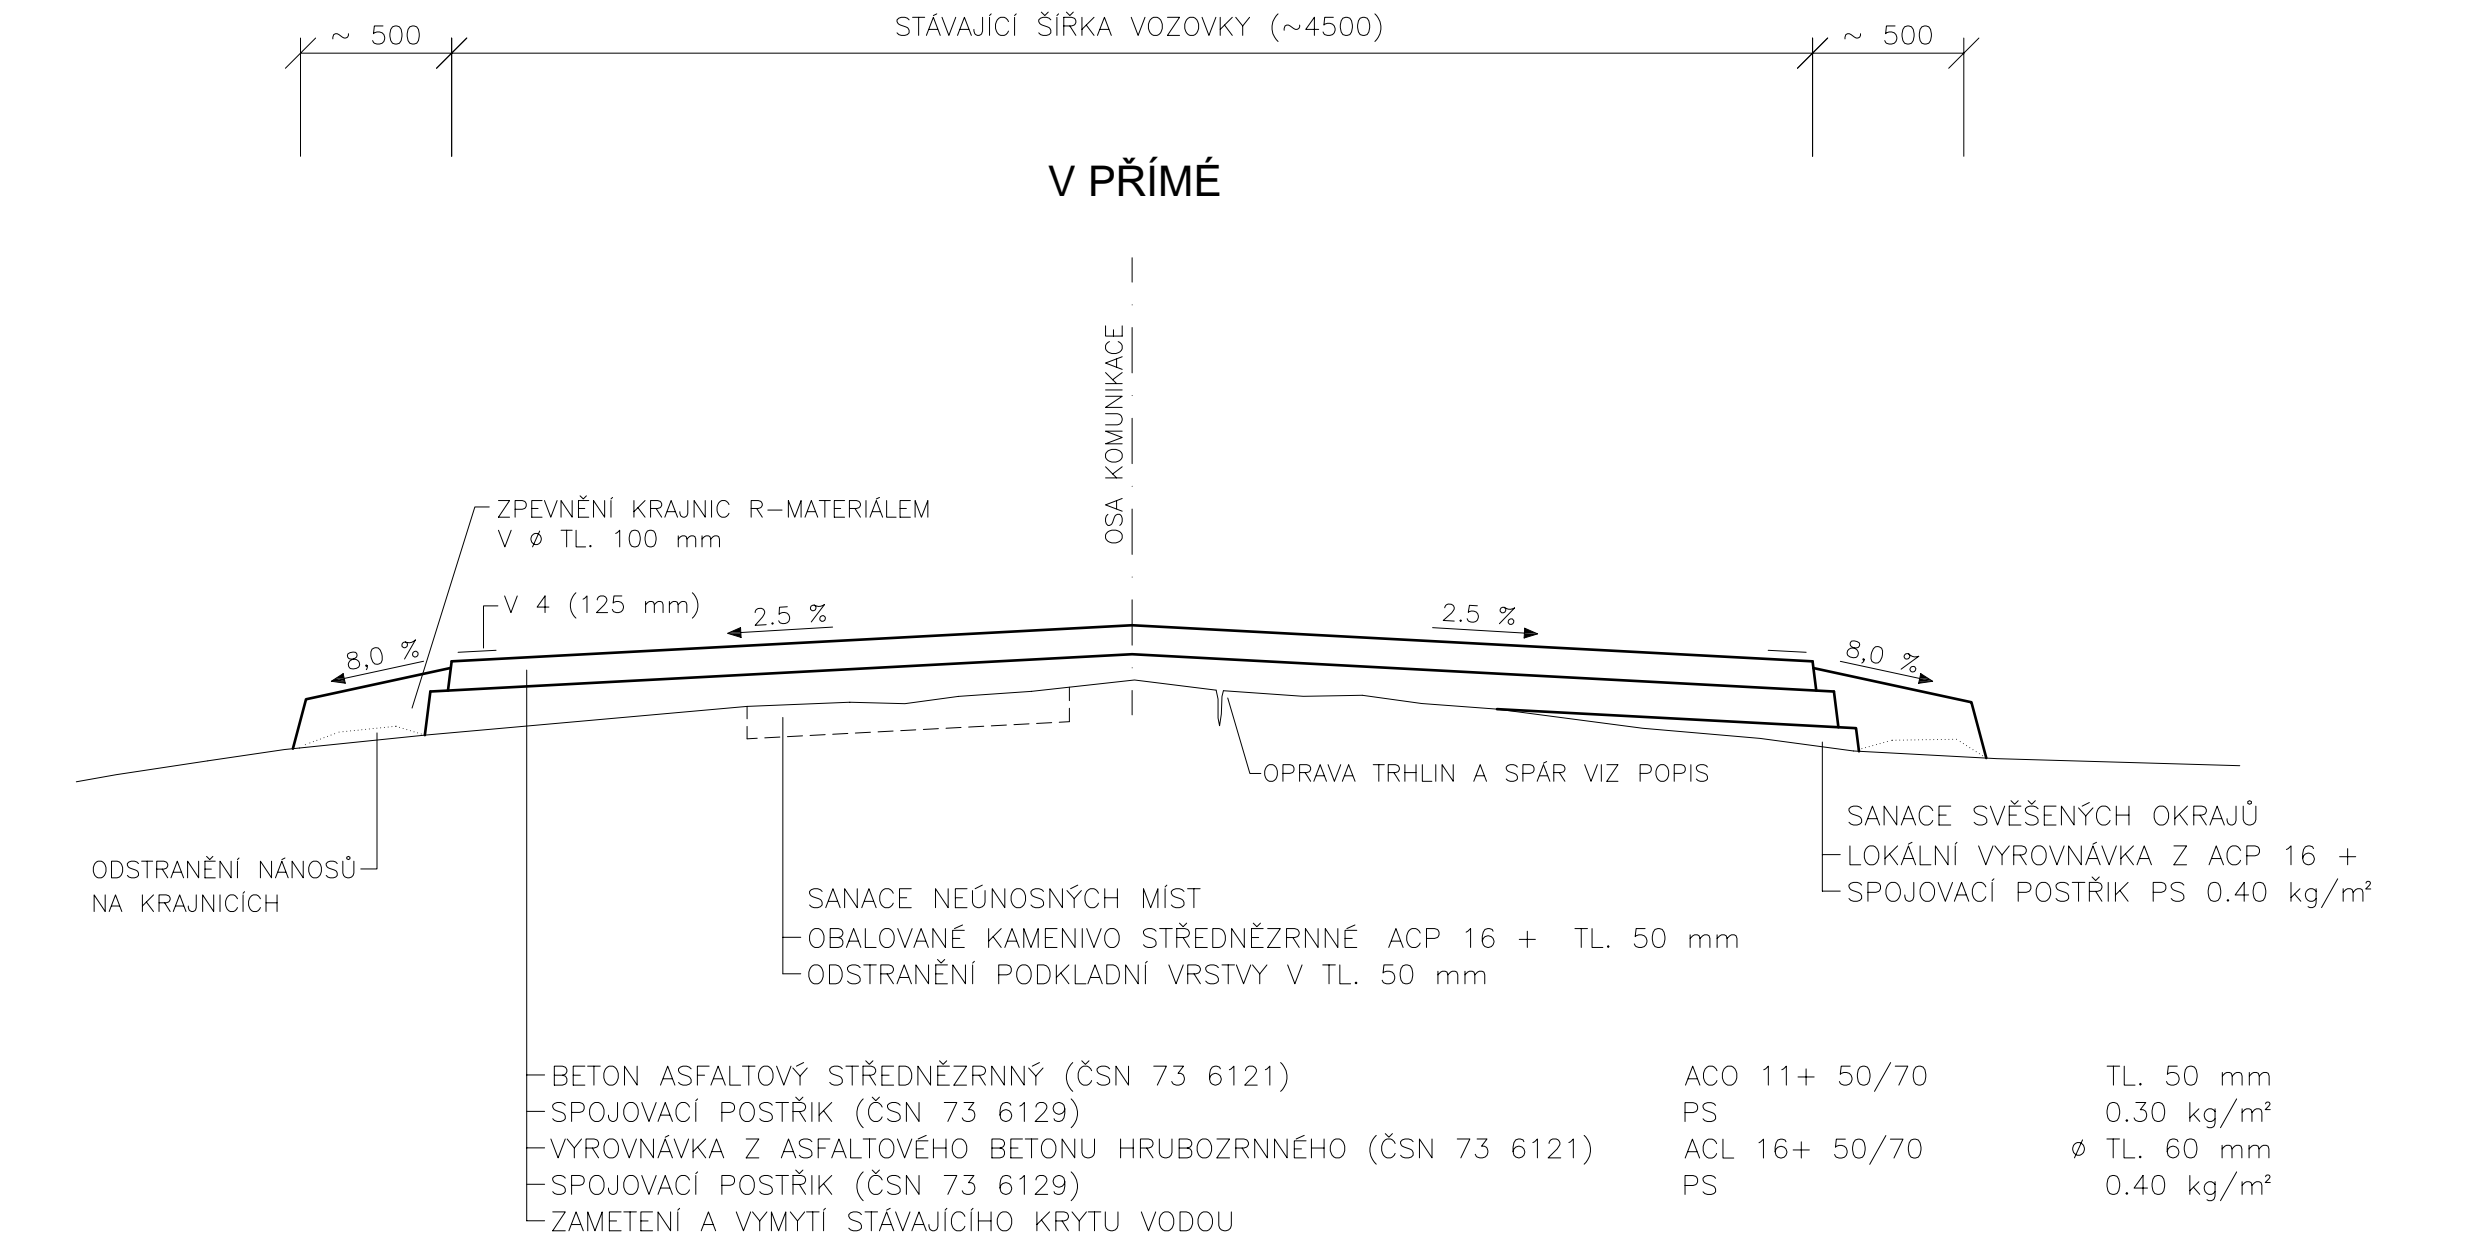 ~ 500
STÁVAJÍCÍ ŠÍŘKA VOZOVKY (~4500)
~ 500
V PŘÍMÉ
OSA KOMUNIKACE
ZPEVNĚNÍ KRAJNIC R-MATERIÁLEM
V ø TL. 100 mm
V 4 (125 mm)
8,0 %
2.5 %
2.5 %
8,0 %
OPRAVA TRHLIN A SPÁR VIZ POPIS
ODSTRANĚNÍ NÁNOSŮ
NA KRAJNICÍCH
SANACE SVĚŠENÝCH OKRAJŮ
LOKÁLNÍ VYROVNÁVKA Z ACP 16 +
SPOJOVACÍ POSTŘIK PS 0.40 kg/m²
SANACE NEÚNOSNÝCH MÍST
OBALOVANÉ KAMENIVO STŘEDNĚZRNNÉ ACP 16 + TL. 50 mm
ODSTRANĚNÍ PODKLADNÍ VRSTVY V TL. 50 mm
BETON ASFALTOVÝ STŘEDNĚZRNNÝ (ČSN 73 6121) ACO 11+ 50/70 TL. 50 mm
SPOJOVACÍ POSTŘIK (ČSN 73 6129) PS 0.30 kg/m²
VYROVNÁVKA Z ASFALTOVÉHO BETONU HRUBOZRNNÉHO (ČSN 73 6121) ACL 16+ 50/70 ø TL. 60 mm
SPOJOVACÍ POSTŘIK (ČSN 73 6129) PS 0.40 kg/m²
ZAMETENÍ A VYMYTÍ STÁVAJÍCÍHO KRYTU VODOU